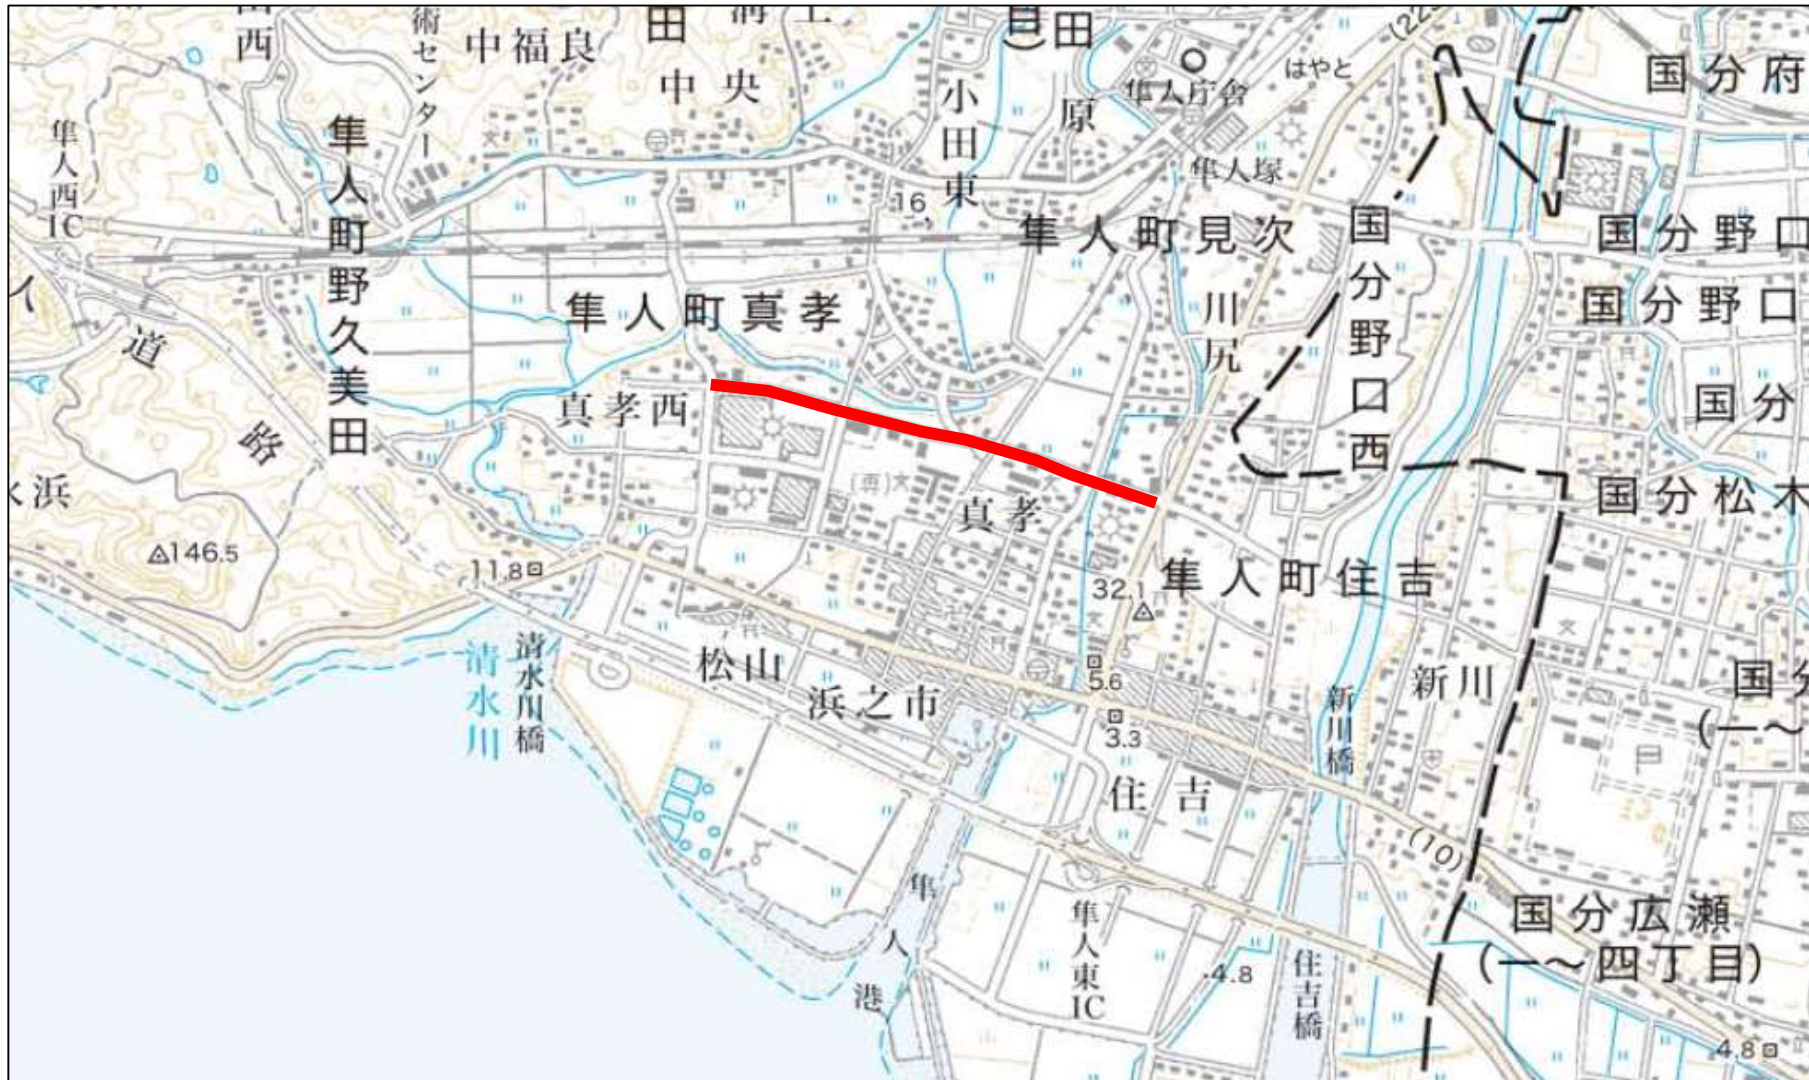 中福良
中央
小田東
原
隼人庁舎
はやと
国分府
隼人西IC
隼人町野久美田
術センター
16
隼人塚
隼人町見次
国分野口西
国分野口
国分野口
隼人町真孝
川尻
道路
真孝西
国分
(専)
真孝
国分松木
146.5
11.8
32.1
隼人町住吉
清水川
清水川橋
松山
浜之市
5.6
3.3
新川橋
新川
住吉
(10)
隼人港
隼人東IC
4.8
住吉橋
国分広瀬
(一～四丁目)
4.8